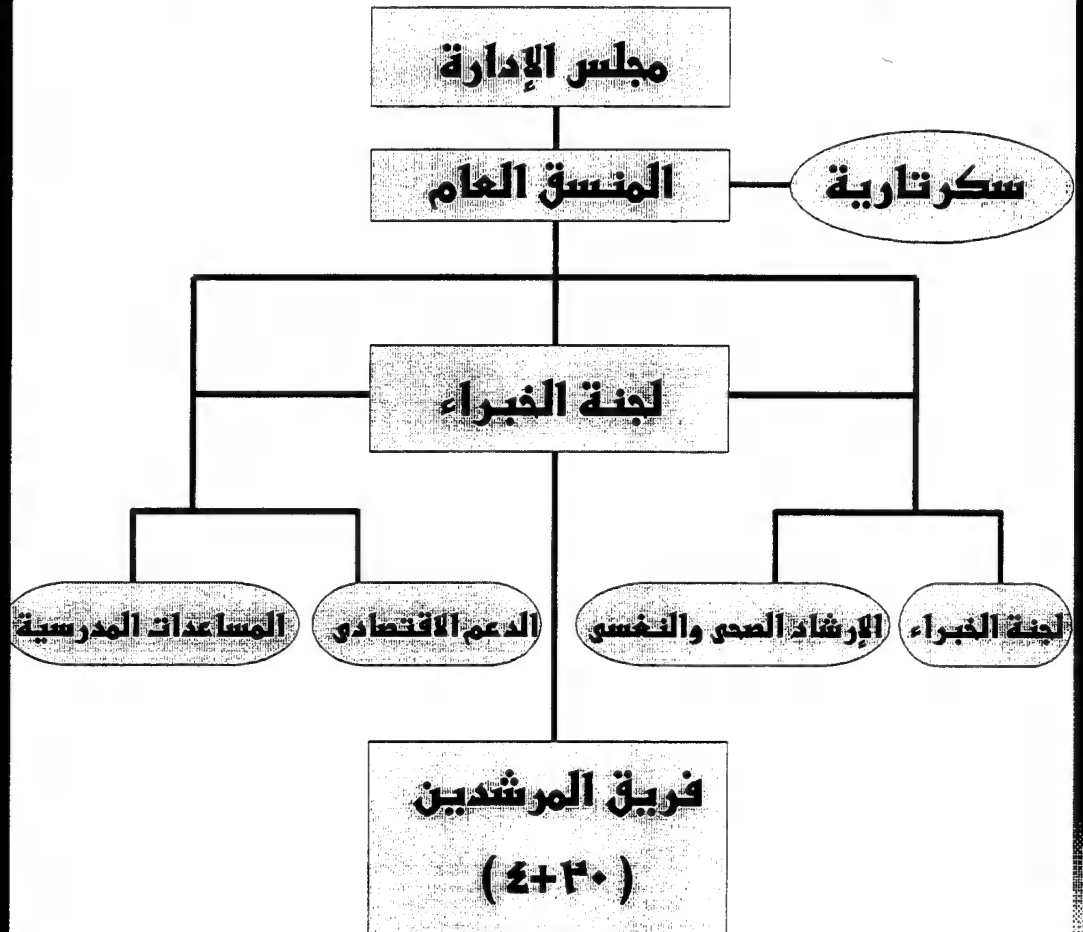 مجلس الإدارة
المنسق العام
سكرتارية
لجنة الخبراء
لجنة الخبراء
الإرشاد الصحى والنفسى
الدعم الاقتصادى
المساعدات المدرسية
فريق المرشدين
(٣٠+٤)